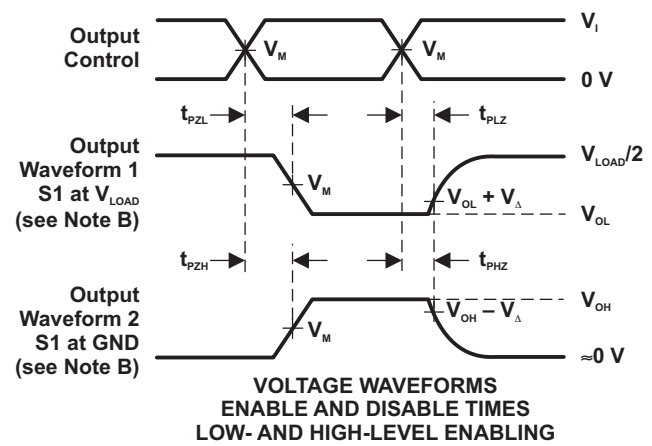 Output
Control
V_M
V_M
V_I
0 V
t_PZL
t_PLZ
Output
Waveform 1
S1 at V_LOAD
(see Note B)
V_M
V_OL + V_Δ
V_LOAD/2
V_OL
t_PZH
t_PHZ
Output
Waveform 2
S1 at GND
(see Note B)
V_M
V_OH – V_Δ
V_OH
≈0 V
VOLTAGE WAVEFORMS
ENABLE AND DISABLE TIMES
LOW- AND HIGH-LEVEL ENABLING